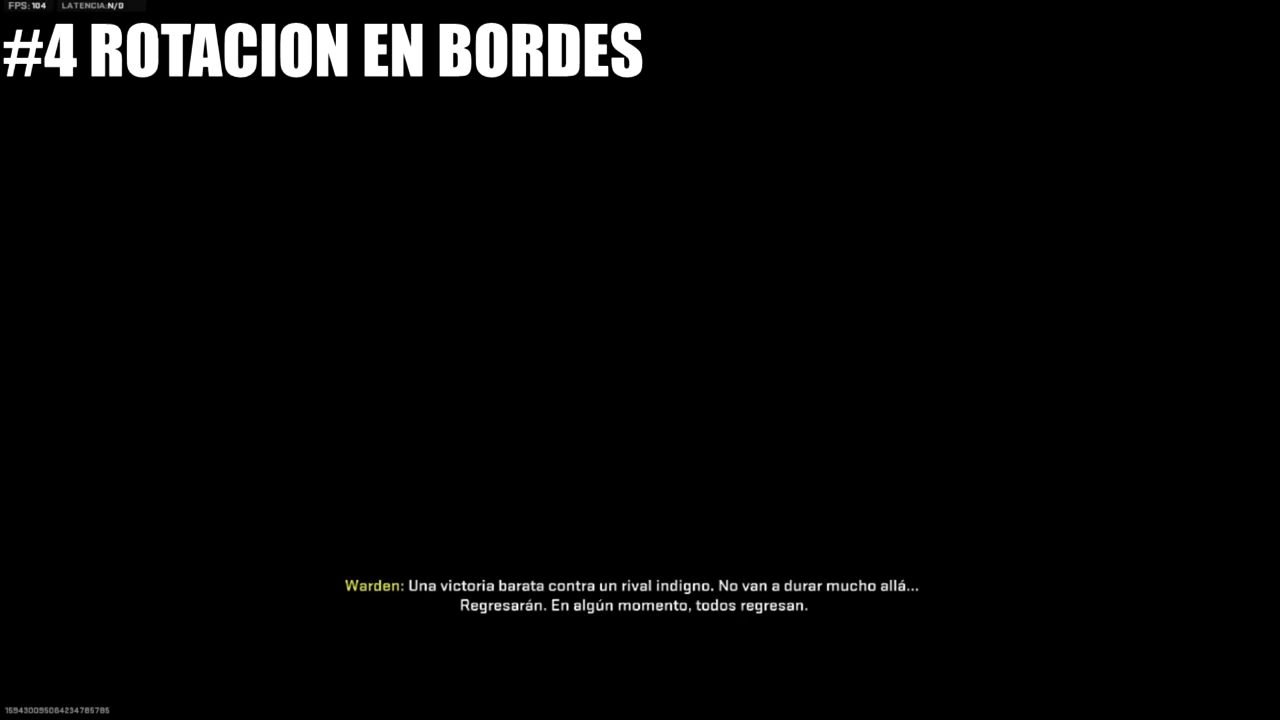 FPS: 104 LATENCIA: N/D
#4 ROTACION EN BORDES
Warden: Una victoria barata contra un rival indigno. No van a durar mucho allá...
Regresarán. En algún momento, todos regresan.
159430095064234785785